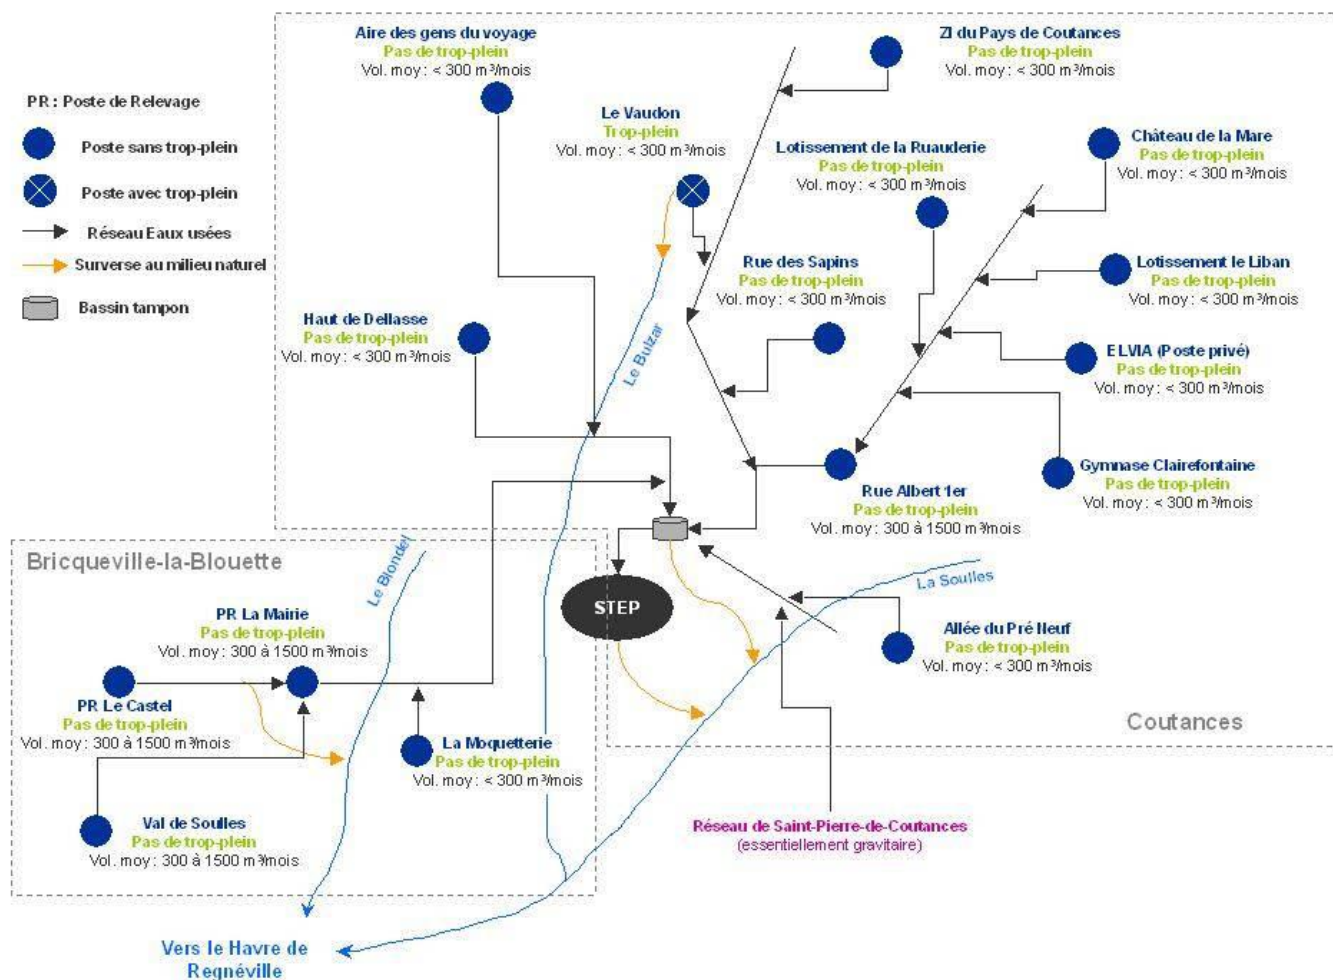 PR : Poste de Relevage
Poste sans trop-plein
Poste avec trop-plein
Réseau Eaux usées
Surverse au milieu naturel
Bassin tampon
Aire des gens du voyage
Pas de trop-plein
Vol. moy : < 300 m³/mois
ZI du Pays de Coutances
Pas de trop-plein
Vol. moy : < 300 m³/mois
Le Vaudon
Trop-plein
Vol. moy : < 300 m³/mois
Lotissement de la Ruauderie
Pas de trop-plein
Vol. moy : < 300 m³/mois
Château de la Mare
Pas de trop-plein
Vol. moy : < 300 m³/mois
Rue des Sapins
Pas de trop-plein
Vol. moy : < 300 m³/mois
Lotissement le Liban
Pas de trop-plein
Vol. moy : < 300 m³/mois
Haut de Dellasse
Pas de trop-plein
Vol. moy : < 300 m³/mois
Le Bulzar
ELVIA (Poste privé)
Pas de trop-plein
Vol. moy : < 300 m³/mois
Gymnase Clairefontaine
Pas de trop-plein
Vol. moy : < 300 m³/mois
Rue Albert 1er
Pas de trop-plein
Vol. moy : 300 à 1500 m³/mois
Bricqueville-la-Blouette
Le Blondel
La Soulles
STEP
PR La Mairie
Pas de trop-plein
Vol. moy : 300 à 1500 m³/mois
Allée du Pré Neuf
Pas de trop-plein
Vol. moy : < 300 m³/mois
PR Le Castel
Pas de trop-plein
Vol. moy : 300 à 1500 m³/mois
La Moquetterie
Pas de trop-plein
Vol. moy : < 300 m³/mois
Coutances
Val de Soulles
Pas de trop-plein
Vol. moy : 300 à 1500 m³/mois
Réseau de Saint-Pierre-de-Coutances
(essentiellement gravitaire)
Vers le Havre de
Regnéville